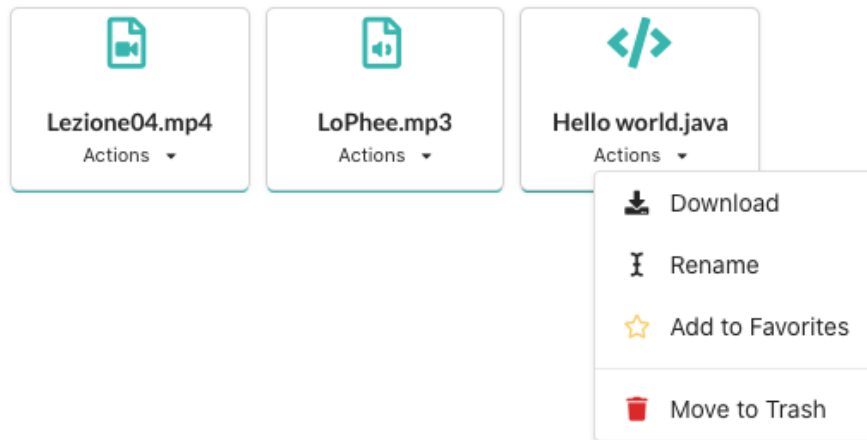 Lezione04.mp4
Actions
LoPhee.mp3
Actions
Hello world.java
Actions
Download
Rename
Add to Favorites
Move to Trash